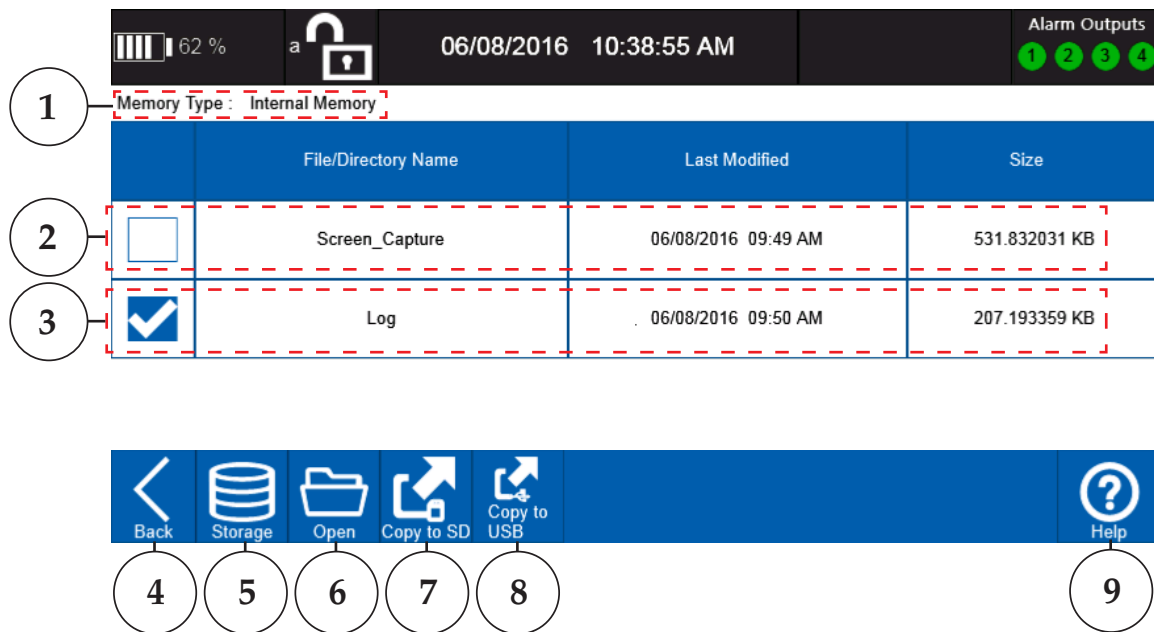 Alarm Outputs
62 % a 06/08/2016 10:38:55 AM 1 2 3 4
1 Memory Type : Internal Memory
File/Directory Name Last Modified Size
2 Screen_Capture 06/08/2016 09:49 AM 531.832031 KB
3 Log . 06/08/2016 09:50 AM 207.193359 KB
Copy to
Back Storage Open Copy to SD USB ? Help
4 5 6 7 8 9